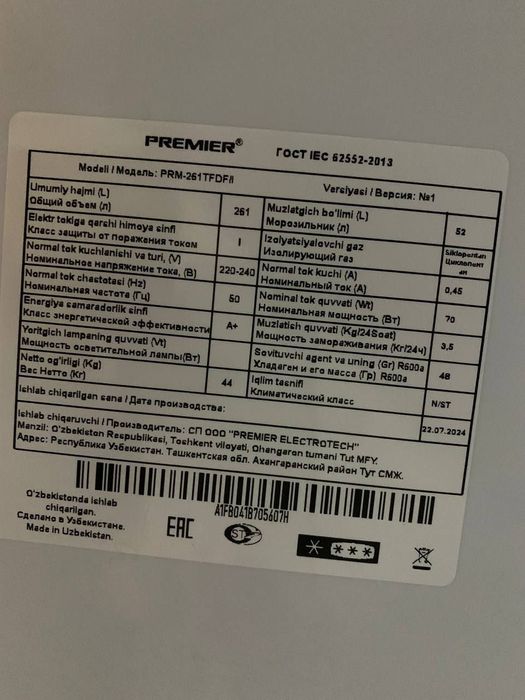 PREMIER® ГОСТ IEC 62552-2013
Modeli / Модель: PRM-261TFDF/I Versiyasi / Версия: №1
Umumiy hajmi (L)
Общий объем (л) 261
Muzlatgich bo'limi (L)
Морозильник (л) 52
Elektr tokiga qarshi himoya sinfi
Класс защиты от поражения током I
Izolyatsiyalovchi gaz
Изолирующий газ
Siklopentan
Циклопент
ан
Normal tok kuchlanishi va turi, (V)
Номинальное напряжение тока, (В) 220-240
Normal tok kuchi (A)
Номинальный ток (А) 0,45
Normal tok chastotasi (Hz)
Номинальная частота (Гц) 50
Nominal tok quvvati (Wt)
Номинальная мощность (Вт) 70
Energiya samaradorlik sinfi
Класс энергетической эффективности A+
Muzlatish quvvati (Kg/24Soat)
Мощность замораживания (Кг/24ч) 3,5
Yoritgich lampaning quvvati (Vt)
Мощность осветительной лампы(Вт)
Sovituvchi agent va uning (Gr) R600a
Хладаген и его масса (Гр) R600a 48
Netto og'irligi (Kg)
Вес Нетто (Кг) 44
Iqlim tasnifi
Климатический класс N/ST
Ishlab chiqarilgan sana / Дата производства: 22.07.2024
Ishlab chiqaruvchi / Производитель: СП ООО "PREMIER ELECTROTECH"
Manzil: O'zbekiston Respublikasi, Toshkent viloyati, Ohangaron tumani Tut MFY.
Адрес: Республика Узбекистан. Ташкентская обл. Ахангаранский район Тут СМЖ.
A1FB041B705607H
O'zbekistonda ishlab
chiqarilgan.
Сделано в Узбекистане.
Made in Uzbekistan.
EAC
ST